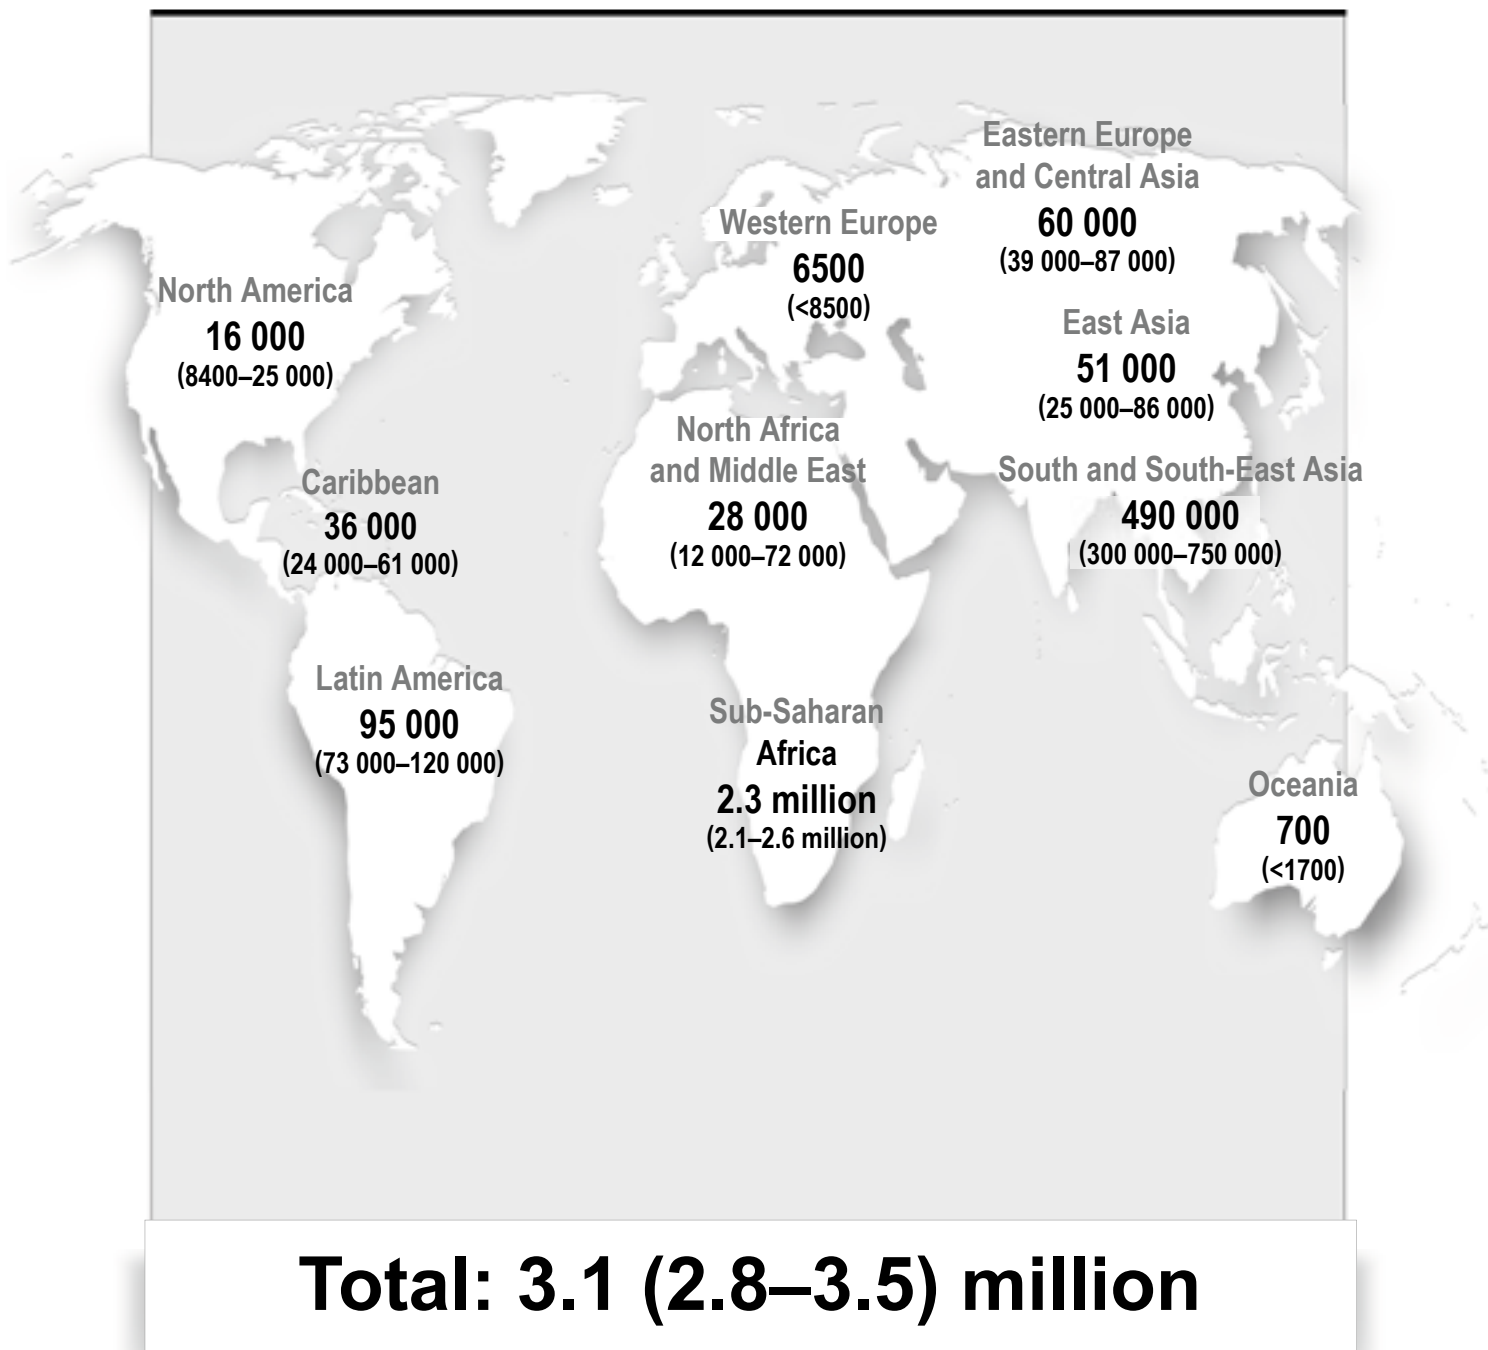 Eastern Europe
and Central Asia
60 000
(39 000–87 000)
Western Europe
6500
(<8500)
North America
16 000
(8400–25 000)
East Asia
51 000
(25 000–86 000)
North Africa
and Middle East
28 000
(12 000–72 000)
South and South-East Asia
490 000
(300 000–750 000)
Caribbean
36 000
(24 000–61 000)
Latin America
95 000
(73 000–120 000)
Sub-Saharan
Africa
2.3 million
(2.1–2.6 million)
Oceania
700
(<1700)
Total: 3.1 (2.8–3.5) million